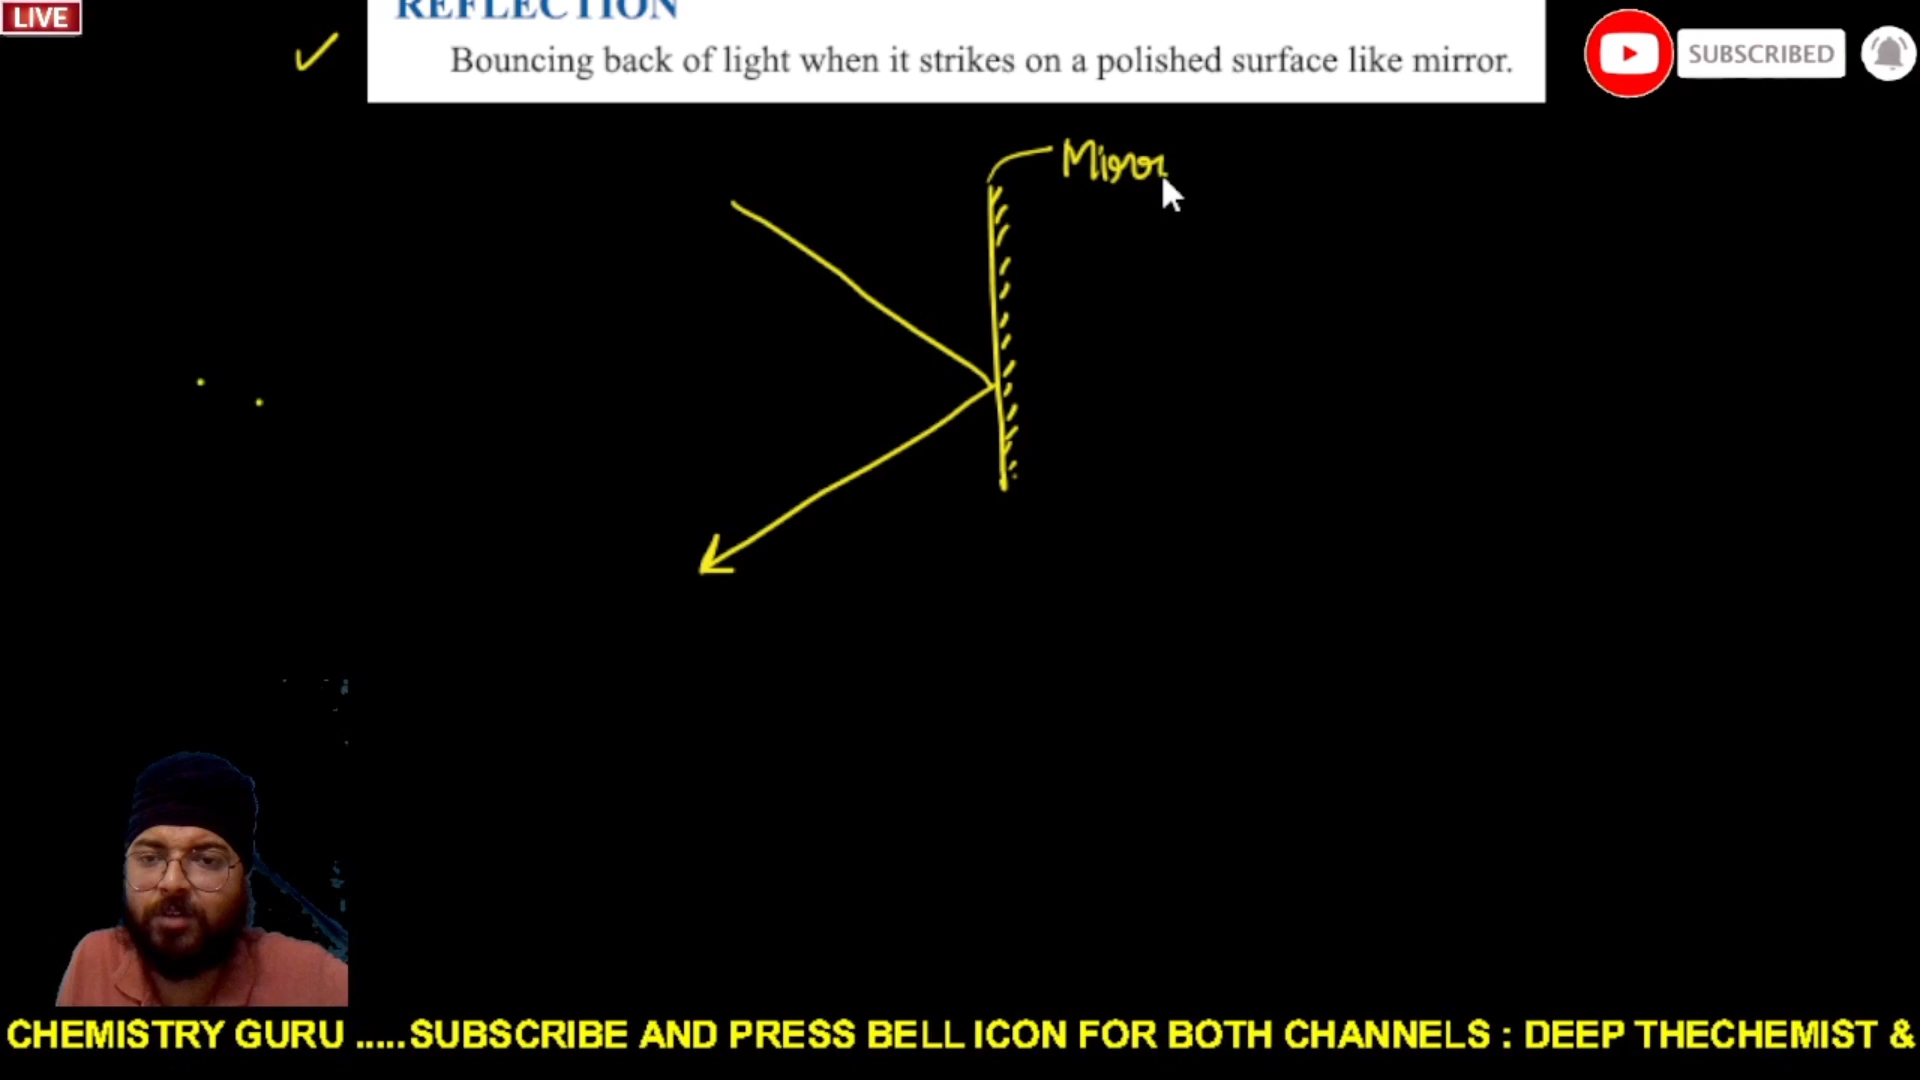 LIVE
REFLECTION
Bouncing back of light when it strikes on a polished surface like mirror.
SUBSCRIBED
Mirror
CHEMISTRY GURU .....SUBSCRIBE AND PRESS BELL ICON FOR BOTH CHANNELS : DEEP THECHEMIST &